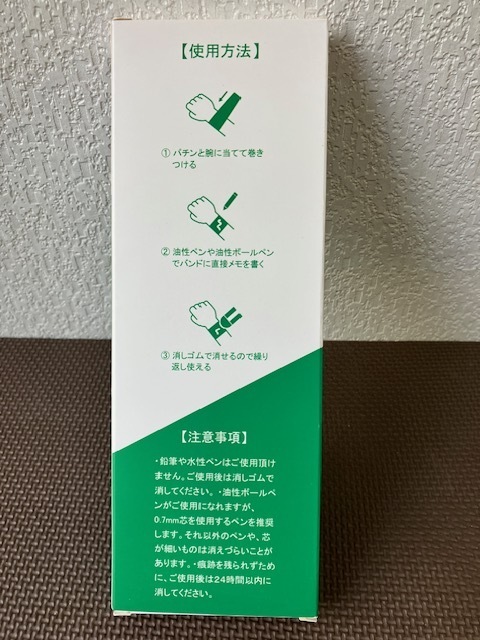 【使用方法】
① パチンと腕に当てて巻き
つける
② 油性ペンや油性ボールペン
でバンドに直接メモを書く
③ 消しゴムで消せるので繰り
返し使える
【注意事項】
・鉛筆や水性ペンはご使用頂け
ません。ご使用後は消しゴムで
消してください。・油性ボールペ
ンがご使用になれますが、
0.7mm芯を使用するペンを推奨
します。それ以外のペンや、芯
が細いものは消えづらいことが
あります。・痕跡を残られずため
に、ご使用後は24時間以内に
消してください。